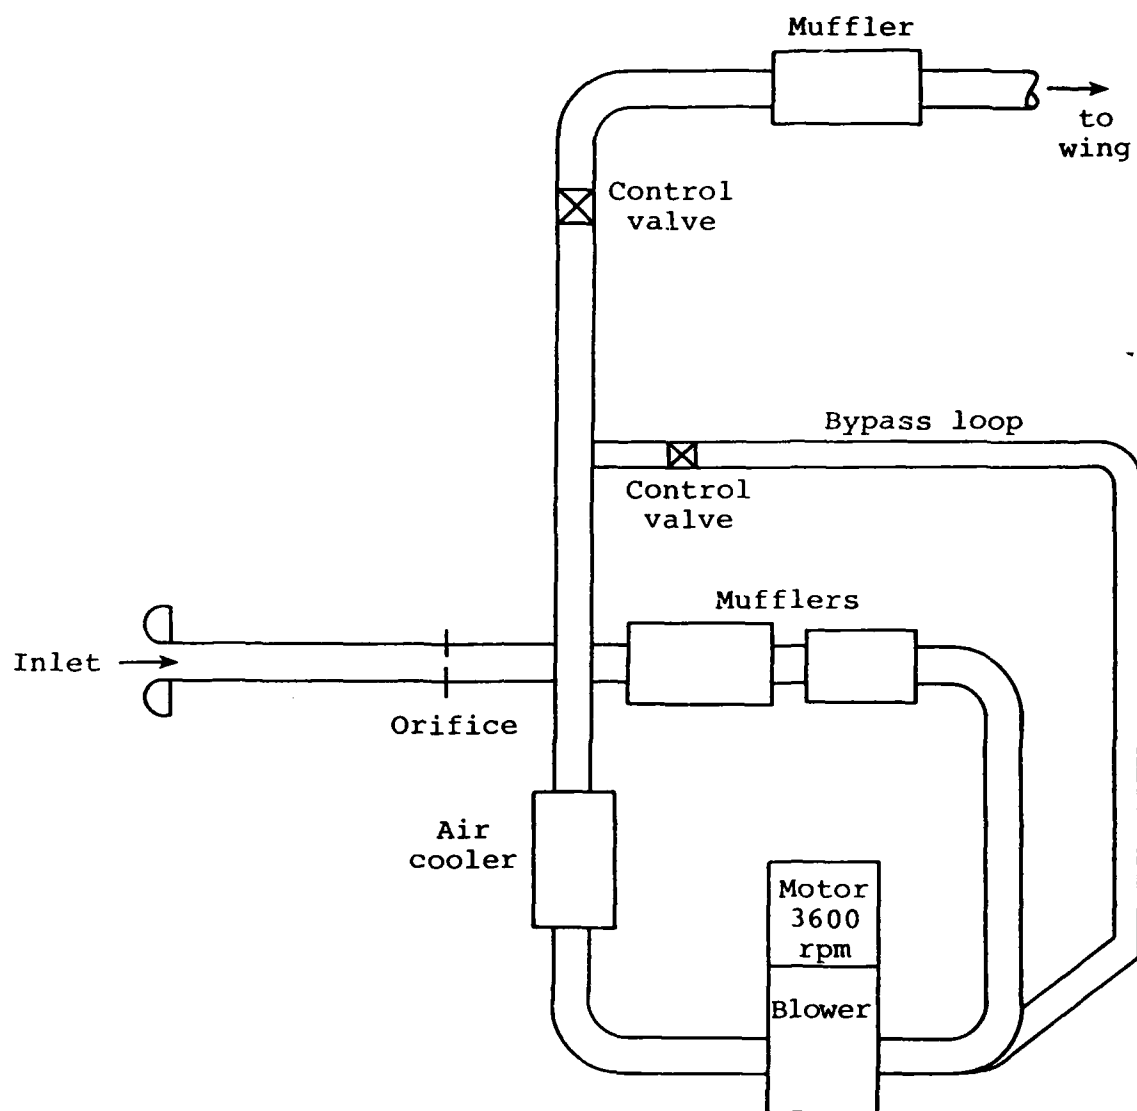 Muffler
to
wing
Control
valve
Bypass loop
Control
valve
Mufflers
Inlet
Orifice
Air
cooler
Motor
3600
rpm
Blower